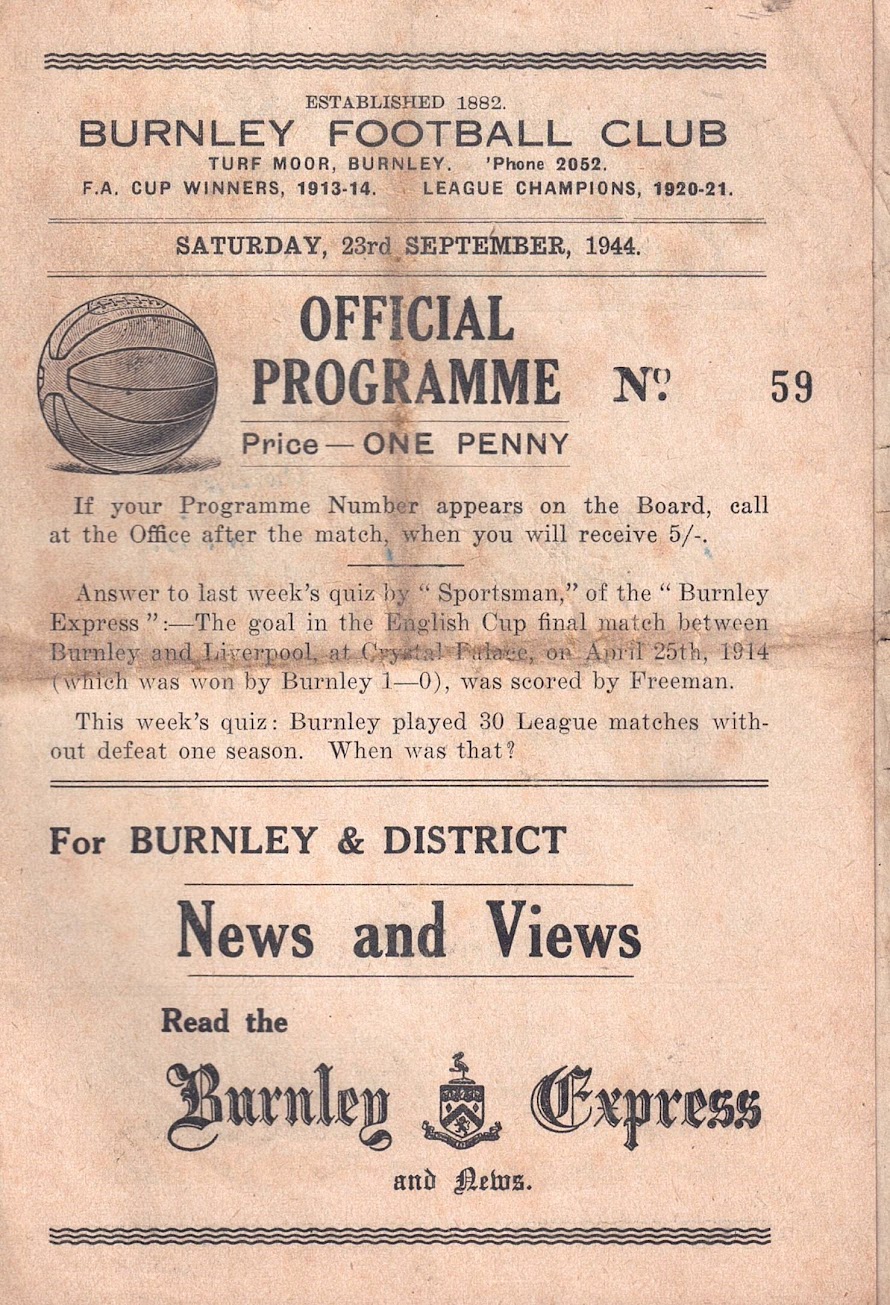 ESTABLISHED 1882.
BURNLEY FOOTBALL CLUB
TURF MOOR, BURNLEY. 'Phone 2052.
F.A. CUP WINNERS, 1913-14. LEAGUE CHAMPIONS, 1920-21.
SATURDAY, 23rd SEPTEMBER, 1944.
OFFICIAL
PROGRAMME No. 59
Price — ONE PENNY
If your Programme Number appears on the Board, call
at the Office after the match, when you will receive 5/-.
Answer to last week's quiz by “ Sportsman,” of the “ Burnley
Express ”:—The goal in the English Cup final match between
Burnley and Liverpool, at Crystal Palace, on April 25th, 1914
(which was won by Burnley 1—0), was scored by Freeman.
This week's quiz: Burnley played 30 League matches with-
out defeat one season. When was that?
For BURNLEY & DISTRICT
News and Views
Read the
Burnley Express
and News.